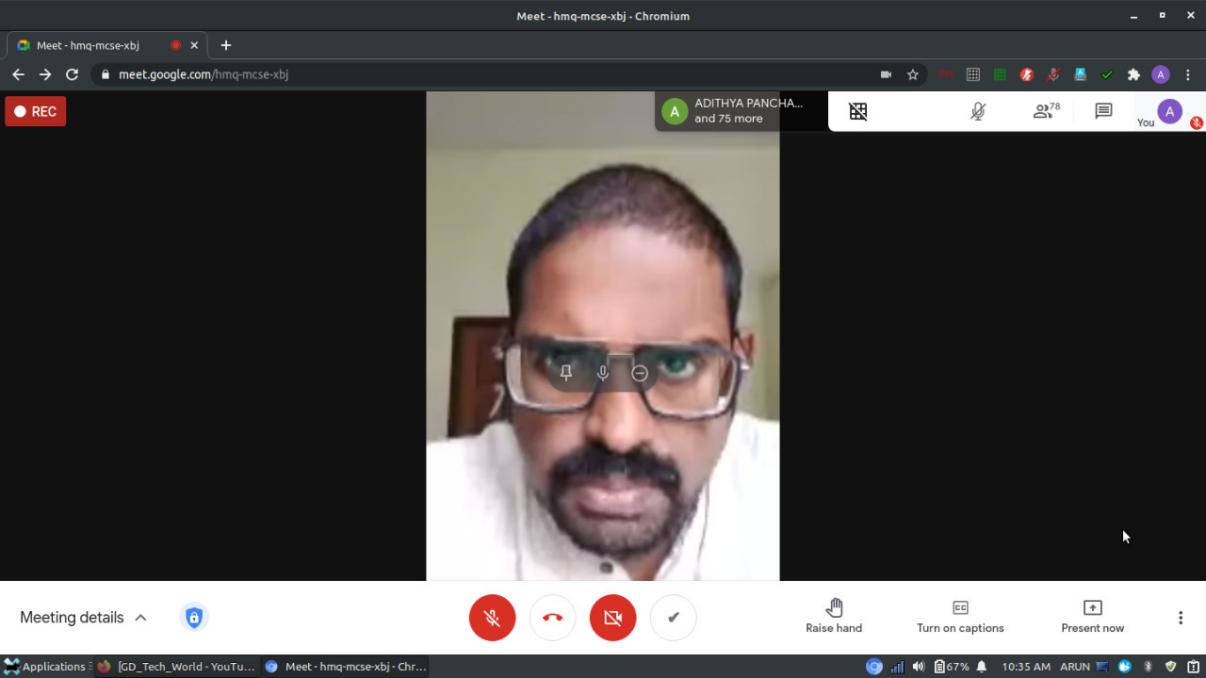 Meet - hmq-mcse-xbj - Chromium
Meet - hmq-mcse-xbj
meet.google.com/hmq-mcse-xbj
A
REC
A
ADITHYA PANCHA...
and 75 more
78
You
A
Meeting details
Raise hand
CC
Turn on captions
Present now
Applications
[GD_Tech_World - YouTu...
Meet - hmq-mcse-xbj - Chr...
67%
10:35 AM
ARUN